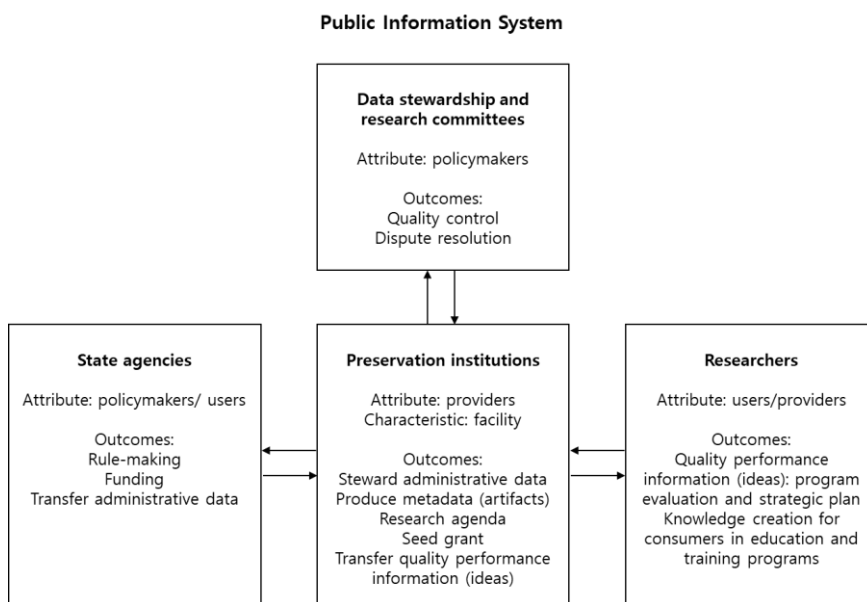 Public Information System
Data stewardship and
research committees
Attribute: policymakers
Outcomes:
Quality control
Dispute resolution
State agencies
Attribute: policymakers/ users
Outcomes:
Rule-making
Funding
Transfer administrative data
Preservation institutions
Attribute: providers
Characteristic: facility
Outcomes:
Steward administrative data
Produce metadata (artifacts)
Research agenda
Seed grant
Transfer quality performance
information (ideas)
Researchers
Attribute: users/providers
Outcomes:
Quality performance
information (ideas): program
evaluation and strategic plan
Knowledge creation for
consumers in education and
training programs